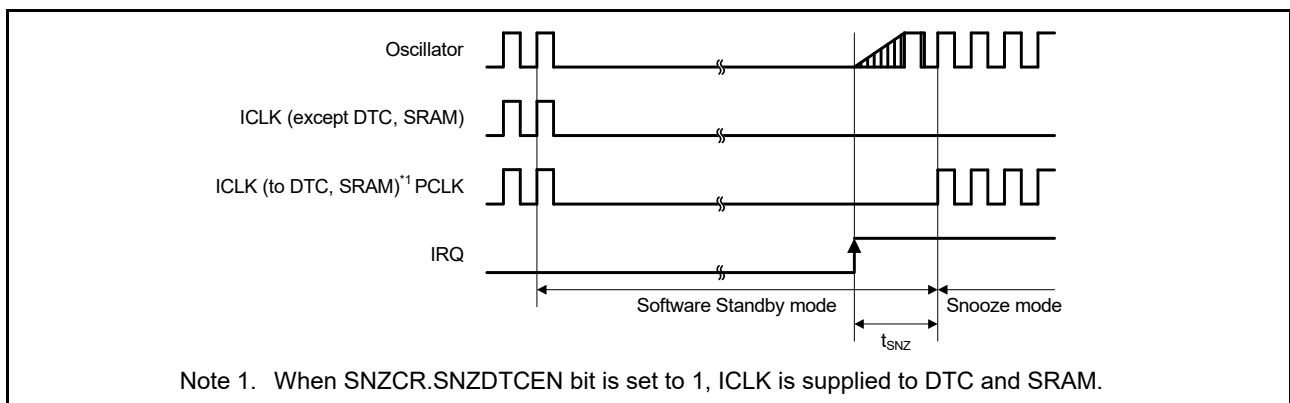 Oscillator
ICLK (except DTC, SRAM)
ICLK (to DTC, SRAM)*1 PCLK
IRQ
Software Standby mode
Snooze mode
tSNZ
Note 1. When SNZCR.SNZDTCEN bit is set to 1, ICLK is supplied to DTC and SRAM.